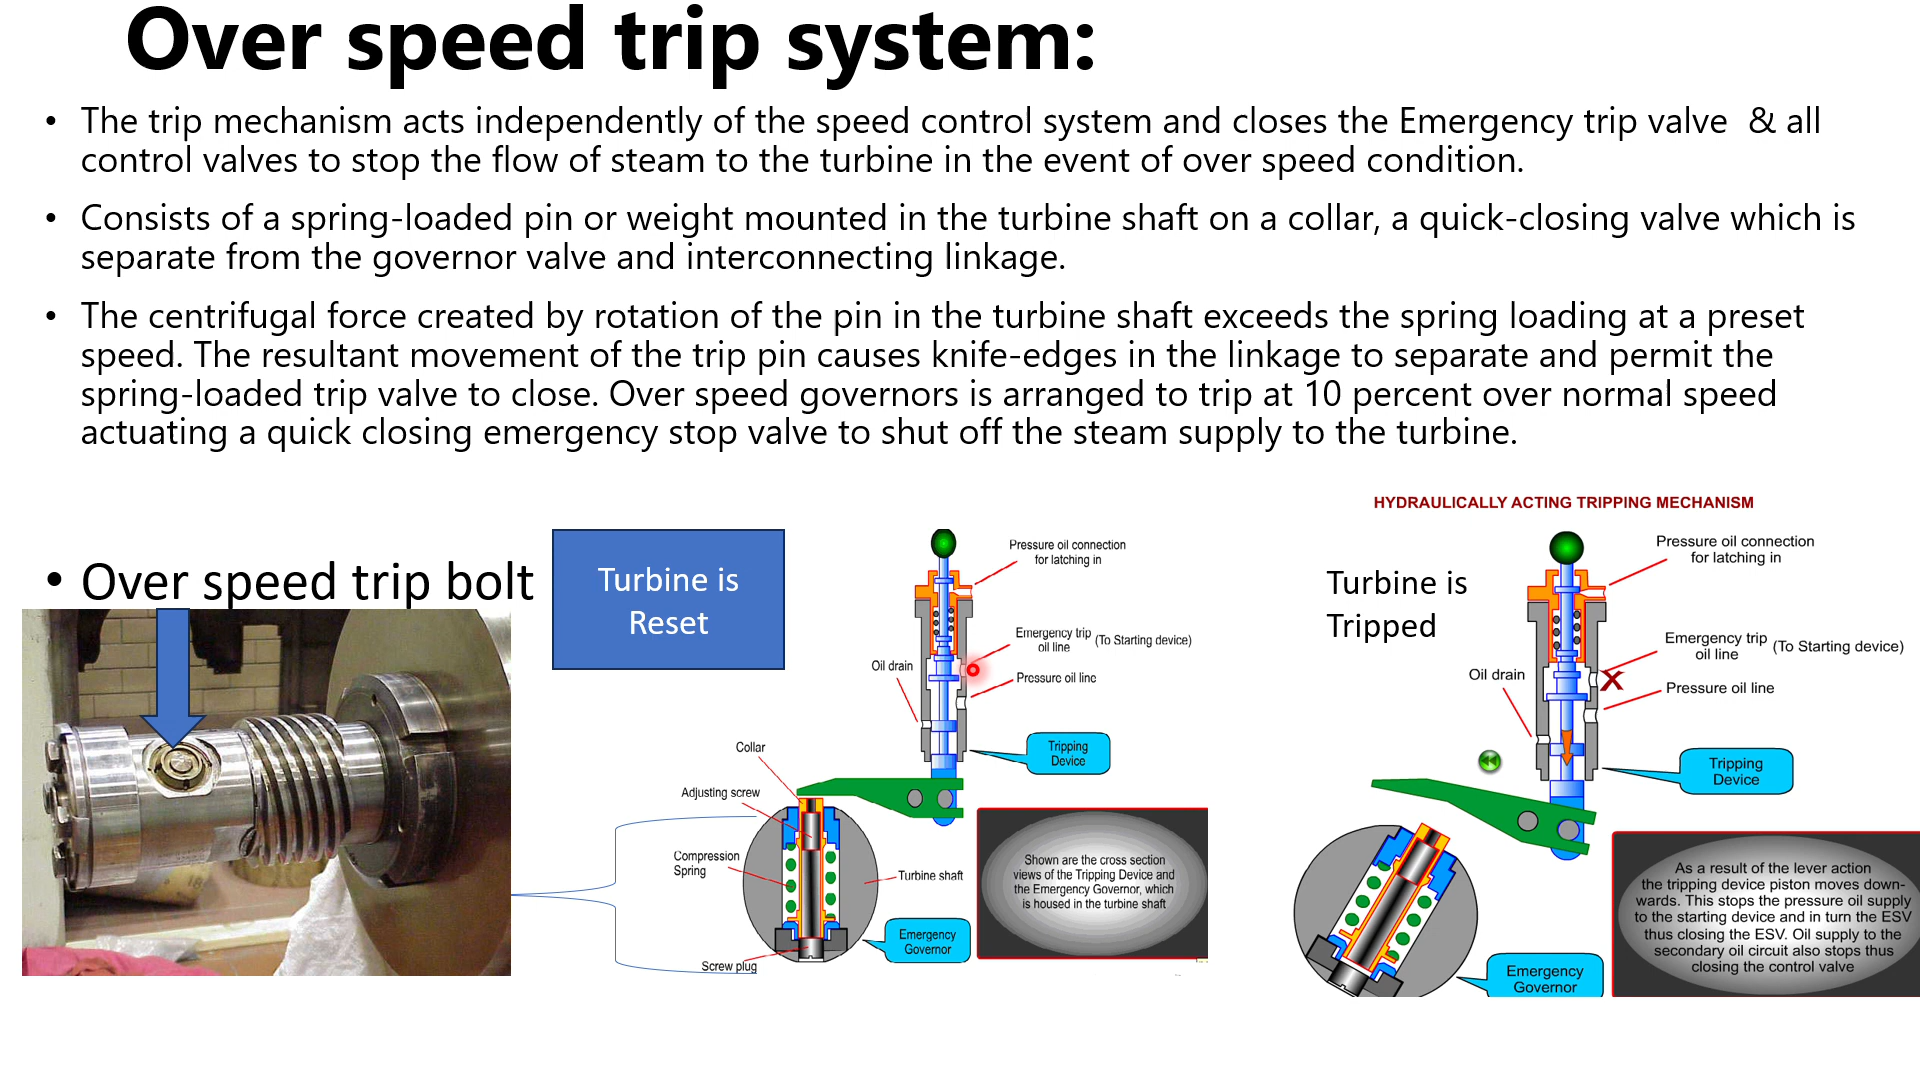 Over speed trip system:
• The trip mechanism acts independently of the speed control system and closes the Emergency trip valve & all
control valves to stop the flow of steam to the turbine in the event of over speed condition.
• Consists of a spring-loaded pin or weight mounted in the turbine shaft on a collar, a quick-closing valve which is
separate from the governor valve and interconnecting linkage.
• The centrifugal force created by rotation of the pin in the turbine shaft exceeds the spring loading at a preset
speed. The resultant movement of the trip pin causes knife-edges in the linkage to separate and permit the
spring-loaded trip valve to close. Over speed governors is arranged to trip at 10 percent over normal speed
actuating a quick closing emergency stop valve to shut off the steam supply to the turbine.
• Over speed trip bolt
Turbine is
Reset
Pressure oil connection
for latching in
Emergency trip
oil line
(To Starting device)
Oil drain
Pressure oil line
Tripping
Device
Collar
Adjusting screw
Compression
Spring
Turbine shaft
Emergency
Governor
Screw plug
Shown are the cross section
views of the Tripping Device and
the Emergency Governor, which
is housed in the turbine shaft
HYDRAULICALLY ACTING TRIPPING MECHANISM
Turbine is
Tripped
Pressure oil connection
for latching in
Emergency trip
oil line
(To Starting device)
Oil drain
X
Pressure oil line
Tripping
Device
Emergency
Governor
As a result of the lever action
the tripping device piston moves down-
wards. This stops the pressure oil supply
to the starting device and in turn the ESV
thus closing the ESV. Oil supply to the
secondary oil circuit also stops thus
closing the control valve